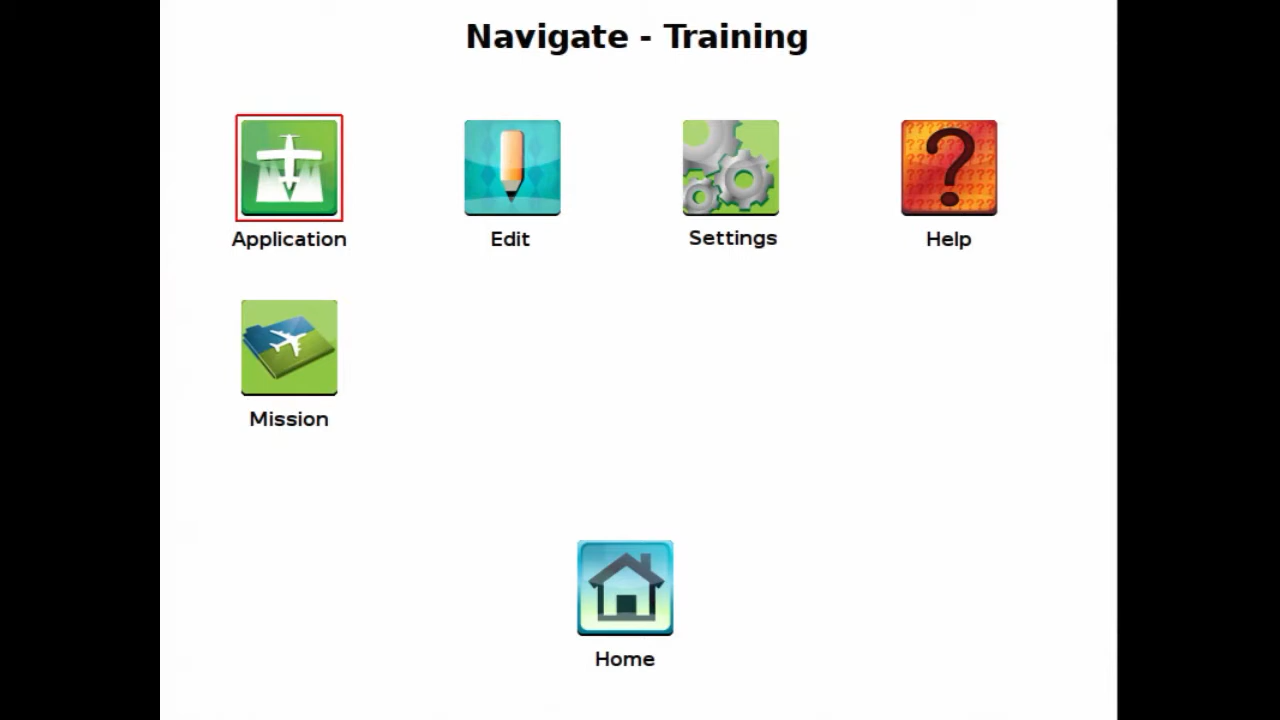 Navigate - Training
Application
Edit
Settings
Help
Mission
Home